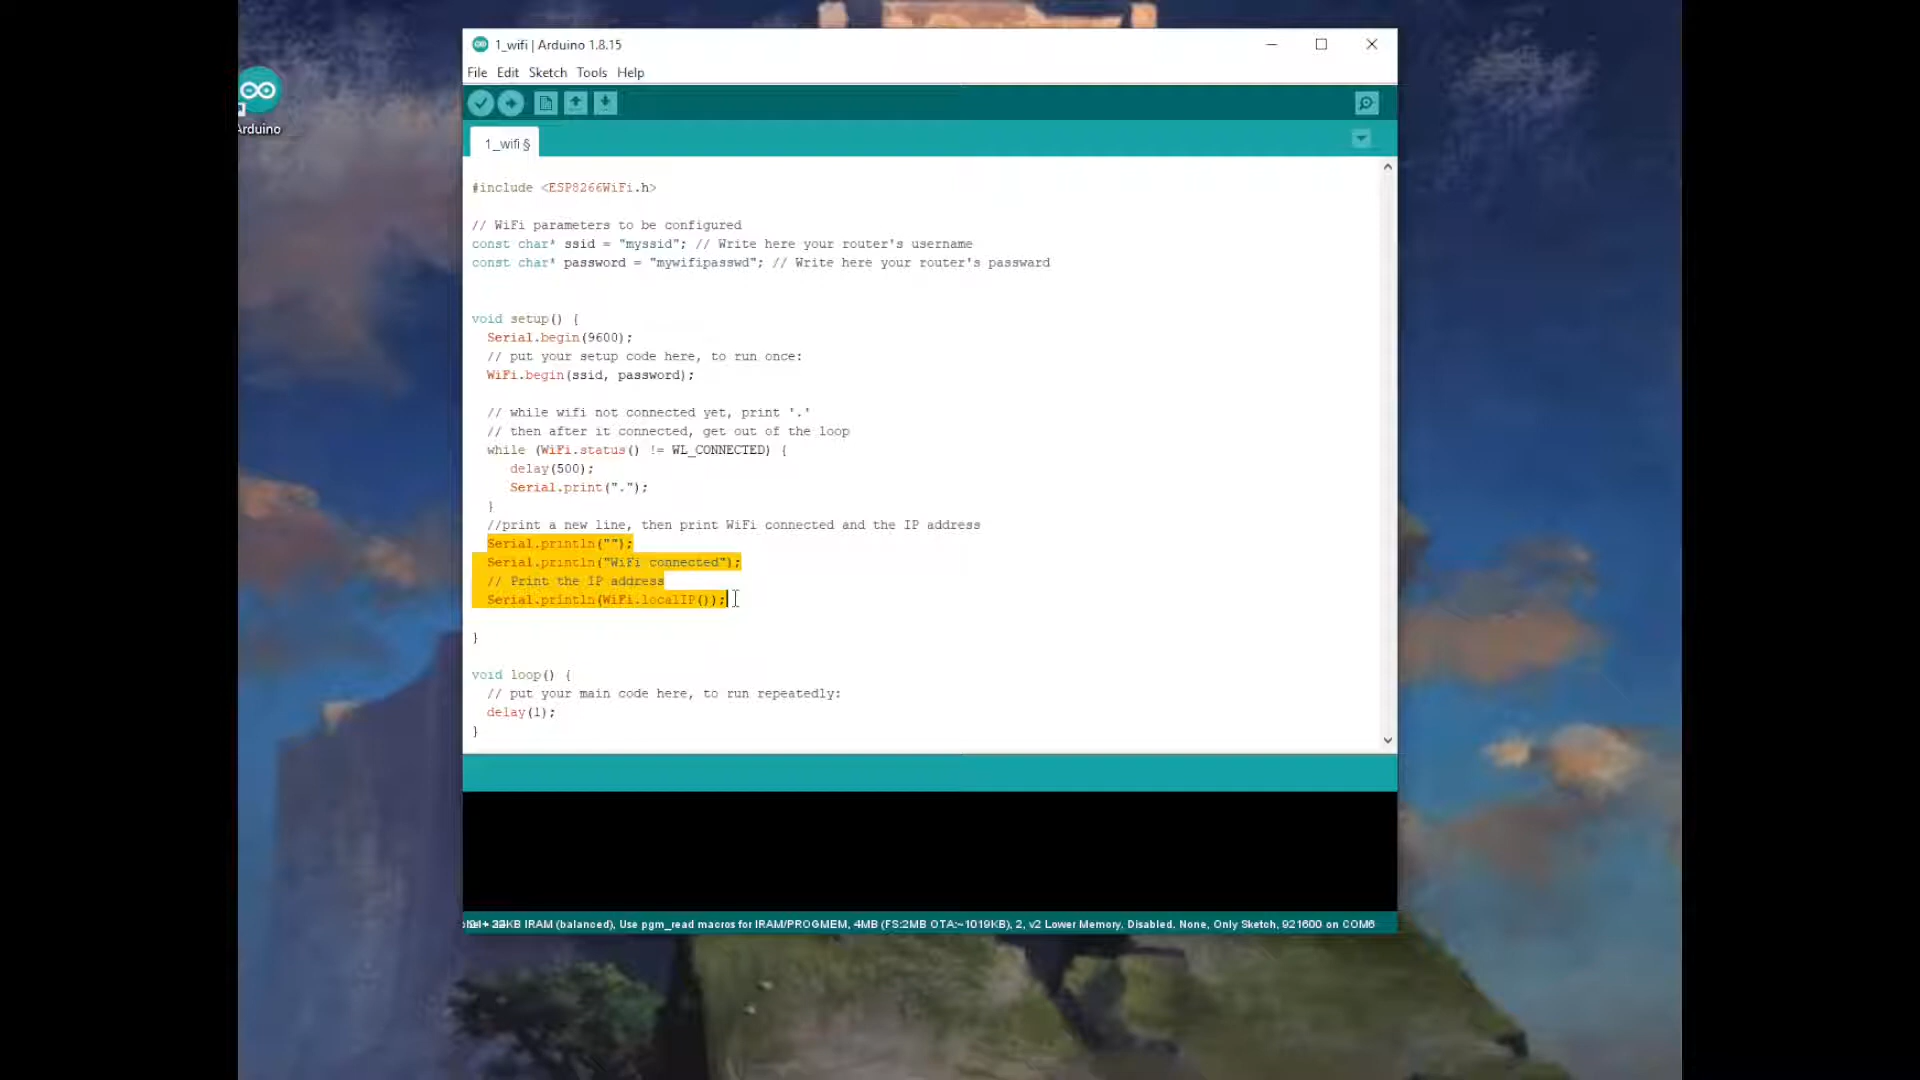 1_wifi | Arduino 1.8.15
File Edit Sketch Tools Help
Arduino
1_wifi §
#include <ESP8266WiFi.h>
// WiFi parameters to be configured
const char* ssid = "myssid"; // Write here your router's username
const char* password = "mywifipasswd"; // Write here your router's passward
void setup() {
Serial.begin(9600);
// put your setup code here, to run once:
WiFi.begin(ssid, password);
// while wifi not connected yet, print '.'
// then after it connected, get out of the loop
while (WiFi.status() != WL_CONNECTED) {
delay(500);
Serial.print(".");
}
//print a new line, then print WiFi connected and the IP address
Serial.println("");
Serial.println("WiFi connected");
// Print the IP address
Serial.println(WiFi.localIP());
}
void loop() {
// put your main code here, to run repeatedly:
delay(1);
}
IRAM (balanced), Use pgm_read macros for IRAM/PROGMEM, 4MB (FS:2MB OTA:~1019KB), 2, v2 Lower Memory, Disabled, None, Only Sketch, 921600 on COM6